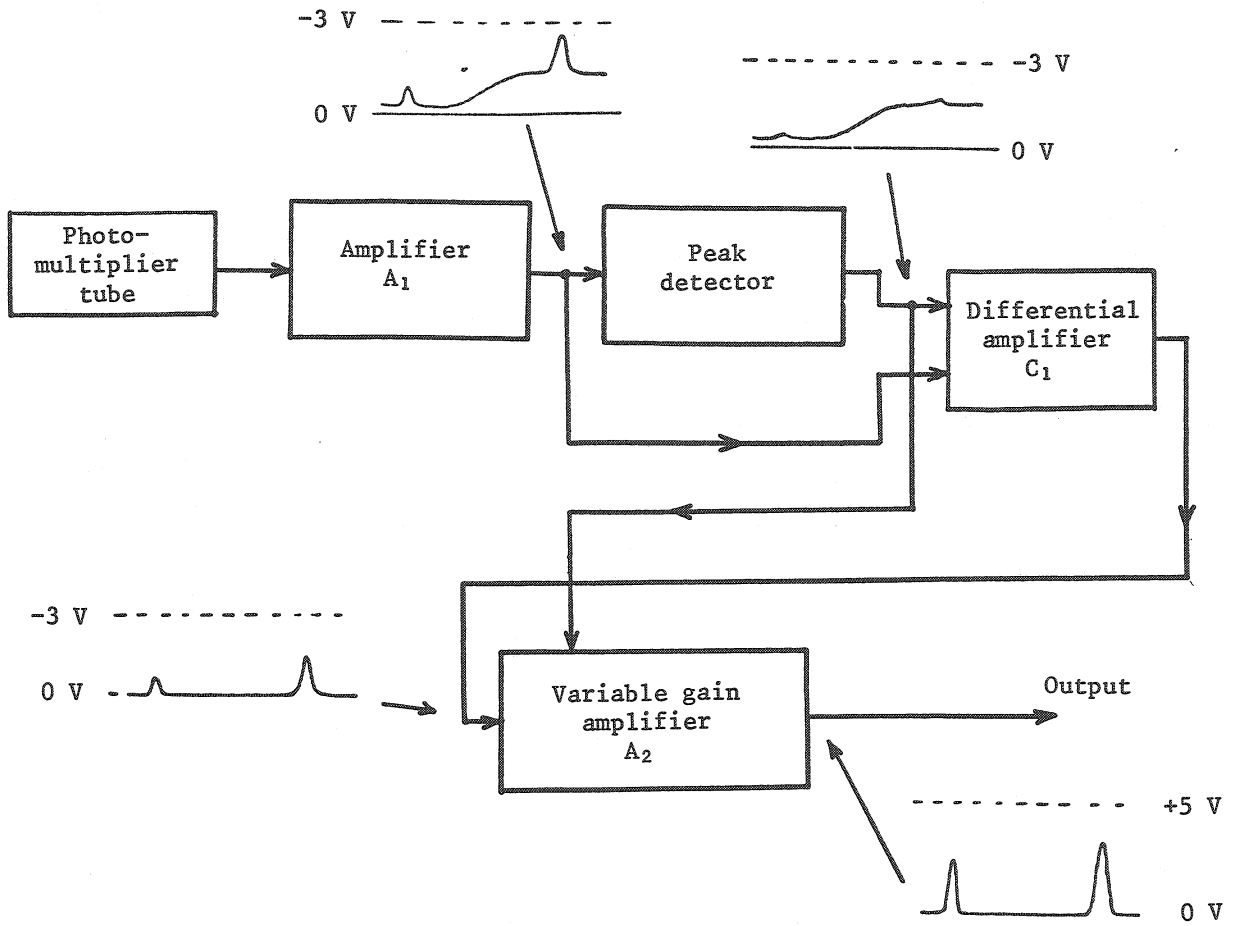 -3 V
0 V
-3 V
0 V
Photo-
multiplier
tube
Amplifier
A₁
Peak
detector
Differential
amplifier
C₁
-3 V
0 V
Variable gain
amplifier
A₂
Output
+5 V
0 V